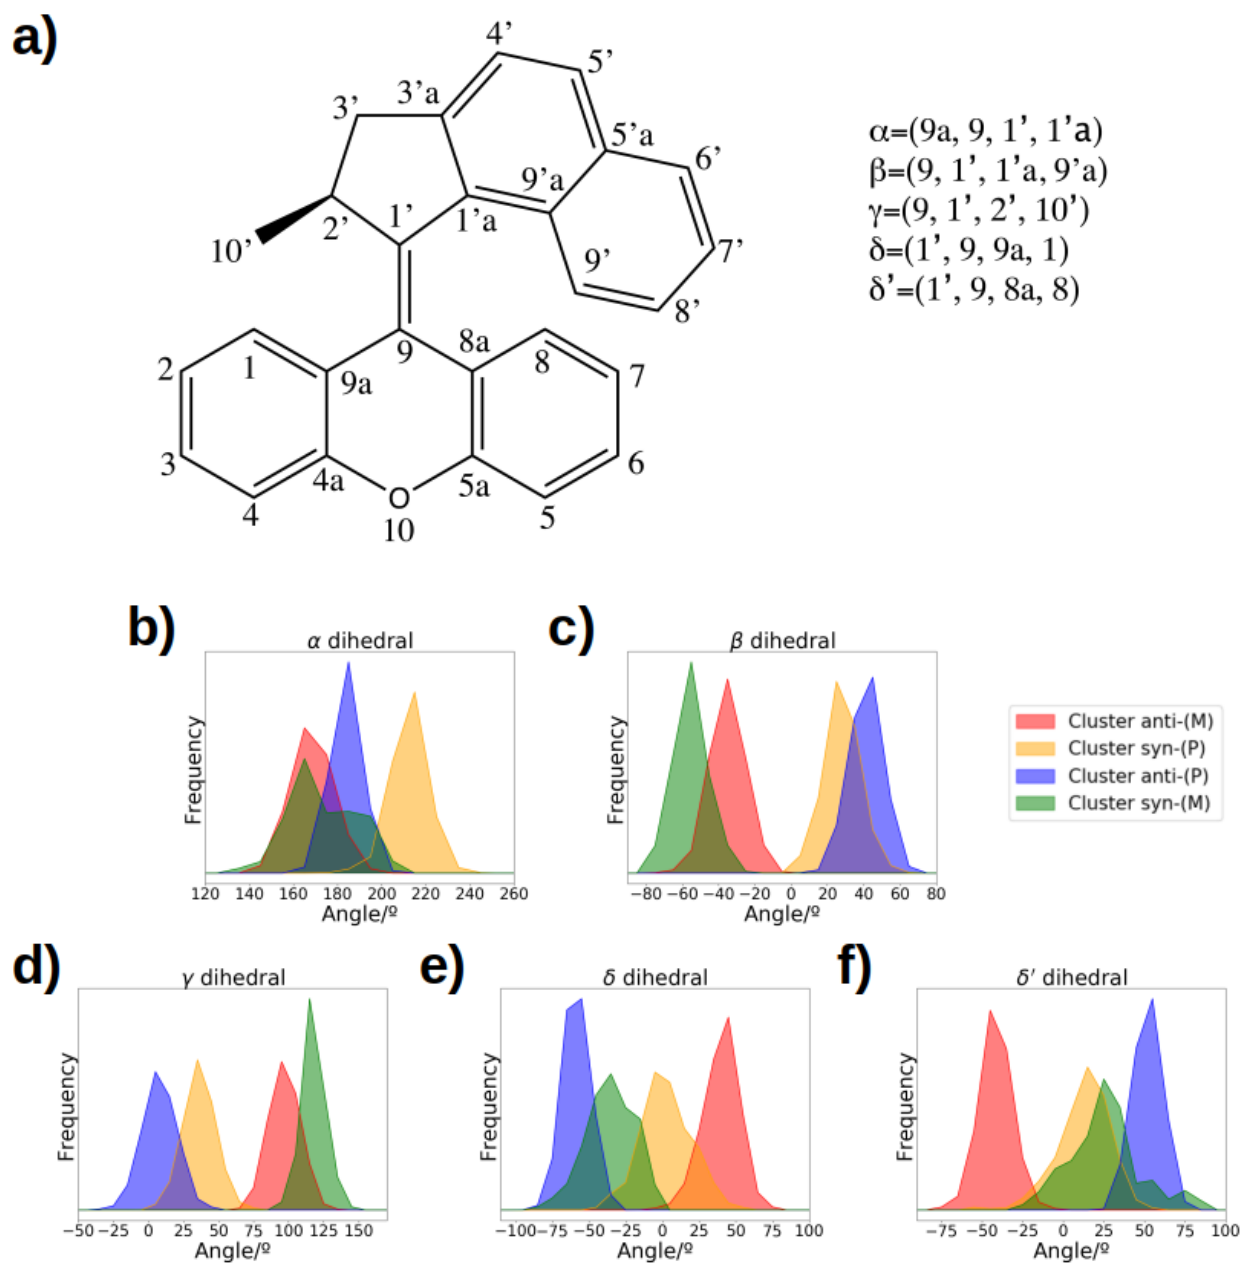 a)
4’
5’
3’a
3’
5’a
6’
9’a
1’
1’a
2’
10’
9’
7’
8’
8a
9
8
2
1
9a
7
3
4a
5a
6
O
4
10
5
α=(9a, 9, 1’, 1’a)
β=(9, 1’, 1’a, 9’a)
γ=(9, 1’, 2’, 10’)
δ=(1’, 9, 9a, 1)
δ’=(1’, 9, 8a, 8)
b)
α dihedral
Frequency
120 140 160 180 200 220 240 260
Angle/º
c)
β dihedral
Frequency
−80 −60 −40 −20 0 20 40 60 80
Angle/º
Cluster anti-(M)
Cluster syn-(P)
Cluster anti-(P)
Cluster syn-(M)
d)
γ dihedral
Frequency
−50 −25 0 25 50 75 100 125 150
Angle/º
e)
δ dihedral
Frequency
−100 −75 −50 −25 0 25 50 75 100
Angle/º
f)
δ′ dihedral
Frequency
−75 −50 −25 0 25 50 75 100
Angle/º